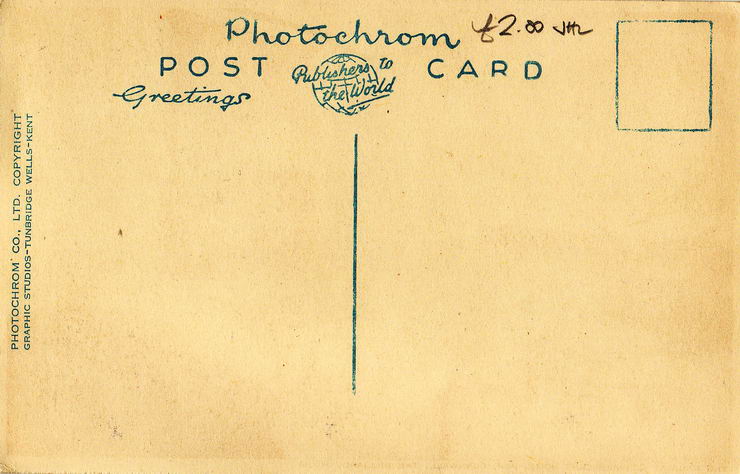 Photochrom
£2.00
POST CARD
Publishers to
the World
Greetings
PHOTOCHROM CO., LTD. COPYRIGHT
GRAPHIC STUDIOS-TUNBRIDGE WELLS-KENT